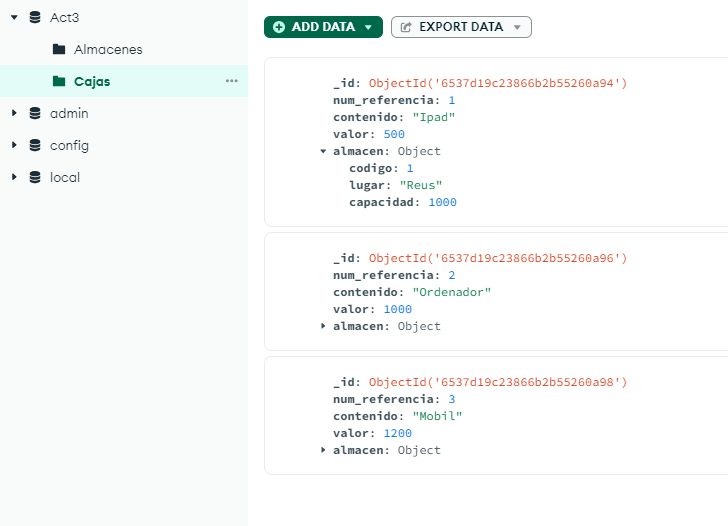 Act3
Almacenes
Cajas
admin
config
local
ADD DATA
EXPORT DATA
_id: ObjectId('6537d19c23866b2b55260a94')
num_referencia: 1
contenido: "Ipad"
valor: 500
almacen: Object
codigo: 1
lugar: "Reus"
capacidad: 1000
_id: ObjectId('6537d19c23866b2b55260a96')
num_referencia: 2
contenido: "Ordenador"
valor: 1000
almacen: Object
_id: ObjectId('6537d19c23866b2b55260a98')
num_referencia: 3
contenido: "Mobil"
valor: 1200
almacen: Object